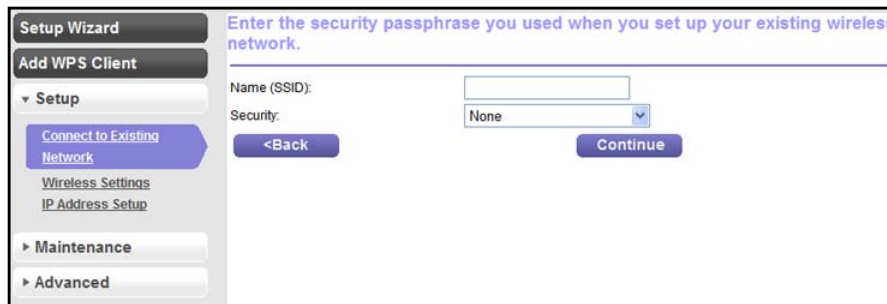 Setup Wizard
Add WPS Client
Setup
Connect to Existing
Network
Wireless Settings
IP Address Setup
Maintenance
Advanced
Enter the security passphrase you used when you set up your existing wireles
network.
Name (SSID):
Security:
None
<Back
Continue